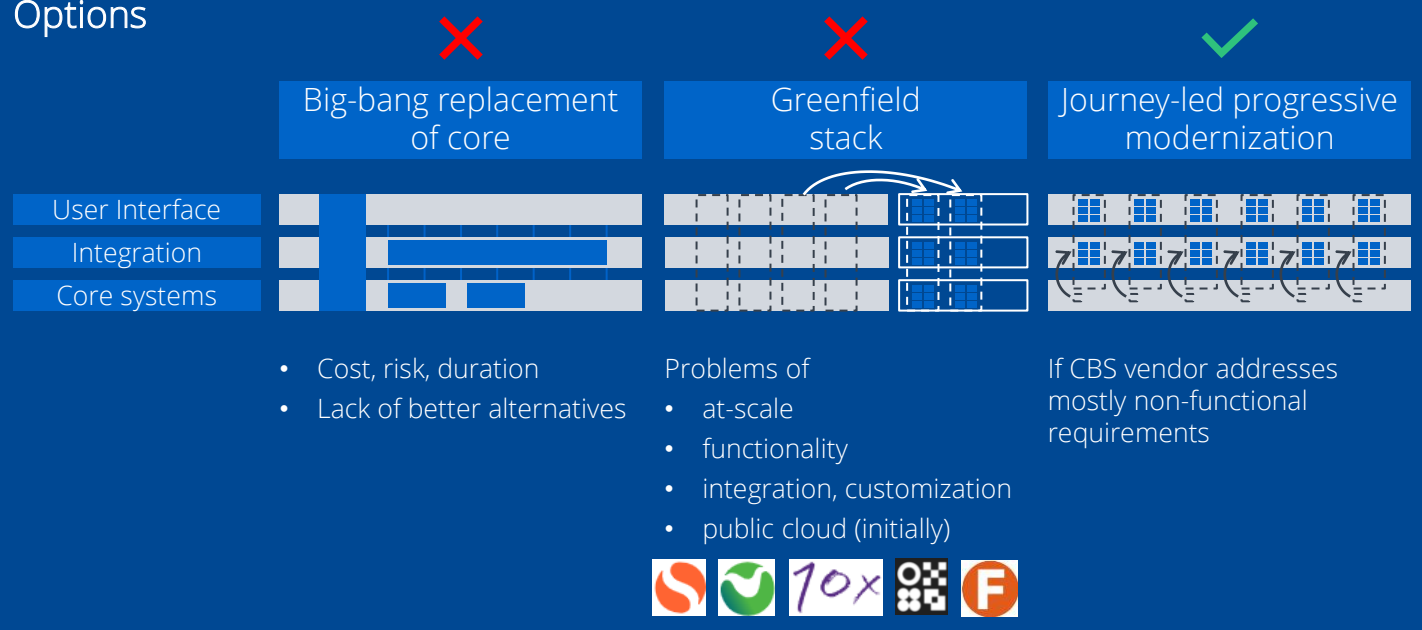 Options
Big-bang replacement
of core
Greenfield
stack
Journey-led progressive
modernization
User Interface
Integration
Core systems
• Cost, risk, duration
• Lack of better alternatives
Problems of
• at-scale
• functionality
• integration, customization
• public cloud (initially)
If CBS vendor addresses
mostly non-functional
requirements
10x
F